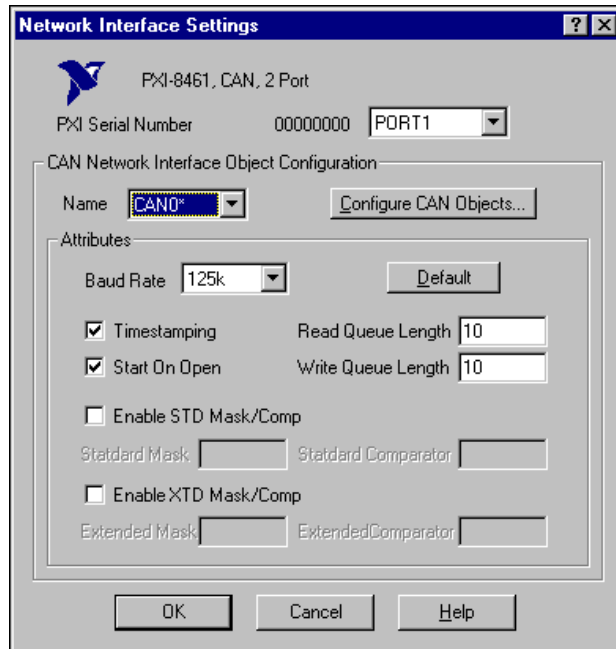 Network Interface Settings
PXI-8461, CAN, 2 Port
PXI Serial Number 00000000 PORT1
CAN Network Interface Object Configuration
Name CAN0* Configure CAN Objects...
Attributes
Baud Rate 125k Default
Timestamping Read Queue Length 10
Start On Open Write Queue Length 10
Enable STD Mask/Comp
Statdard Mask Statdard Comparator
Enable XTD Mask/Comp
Extended Mask ExtendedComparator
OK Cancel Help